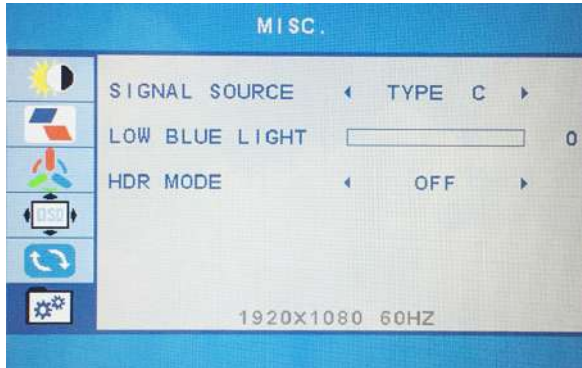 MISC.
SIGNAL SOURCE TYPE C
LOW BLUE LIGHT 0
HDR MODE OFF
OSD
1920X1080 60HZ